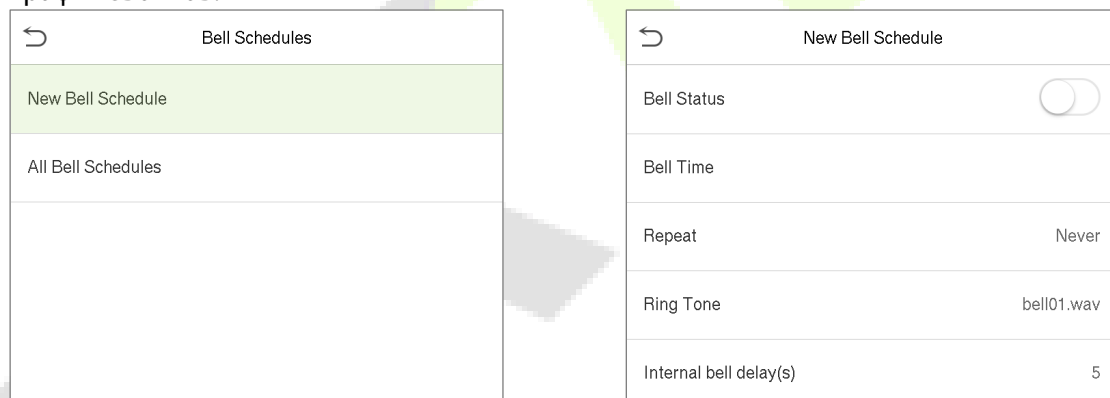 Bell Schedules
New Bell Schedule
All Bell Schedules
New Bell Schedule
Bell Status
Bell Time
Repeat Never
Ring Tone bell01.wav
Internal bell delay(s) 5